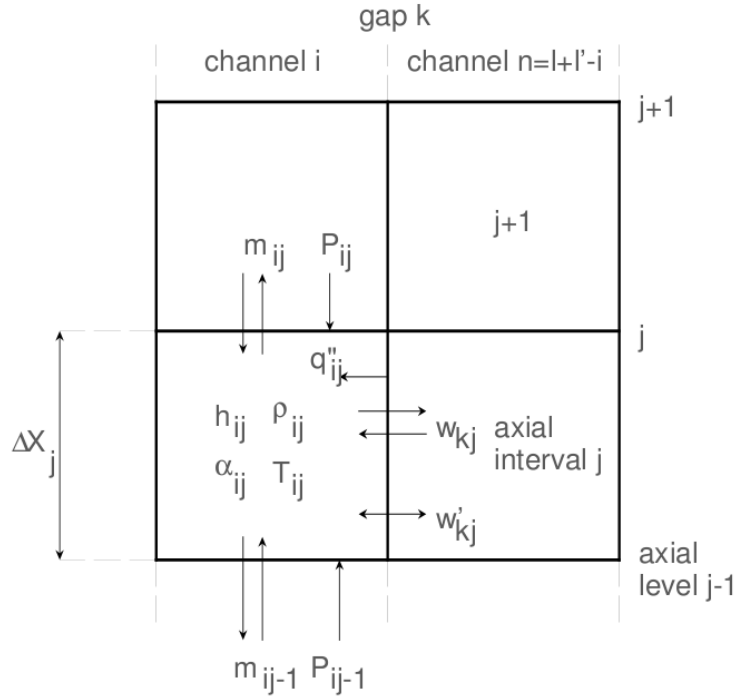 gap k
channel i
channel n=I+I'-i
j+1
j+1
m ij
P ij
j
q" ij
h ij
ρ ij
ΔX j
w kj
axial
interval j
α ij
T ij
w' kj
axial
level j-1
m ij-1
P ij-1